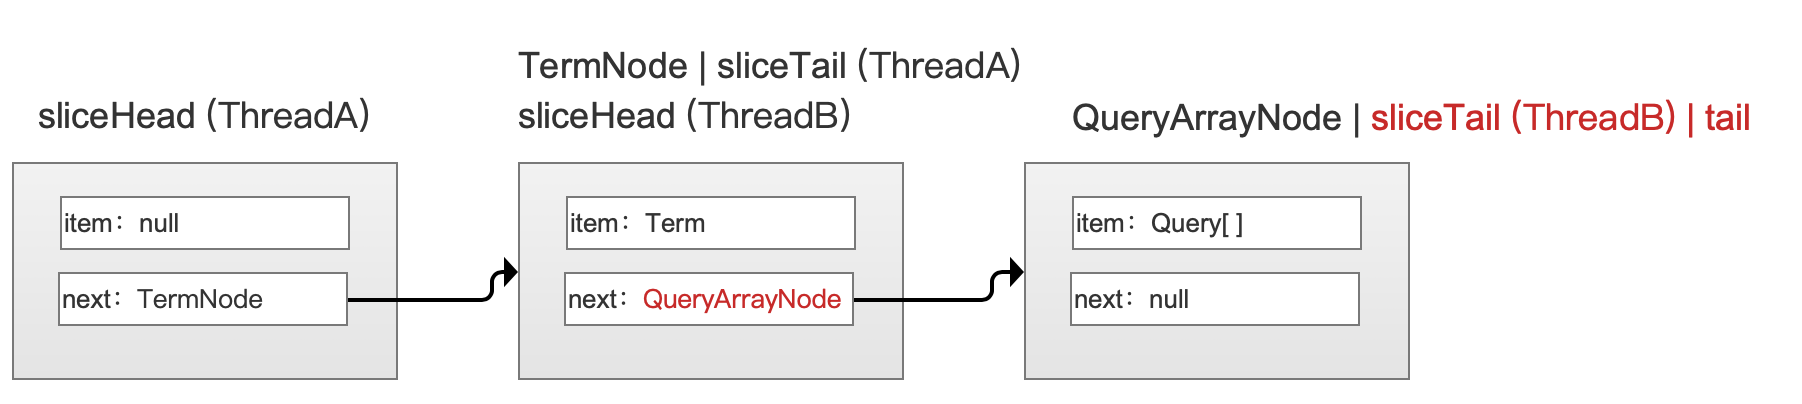 TermNode | sliceTail (ThreadA)
sliceHead (ThreadA)
sliceHead (ThreadB)
QueryArrayNode | sliceTail (ThreadB) | tail
item：null
next：TermNode
item：Term
next：QueryArrayNode
item：Query[ ]
next：null